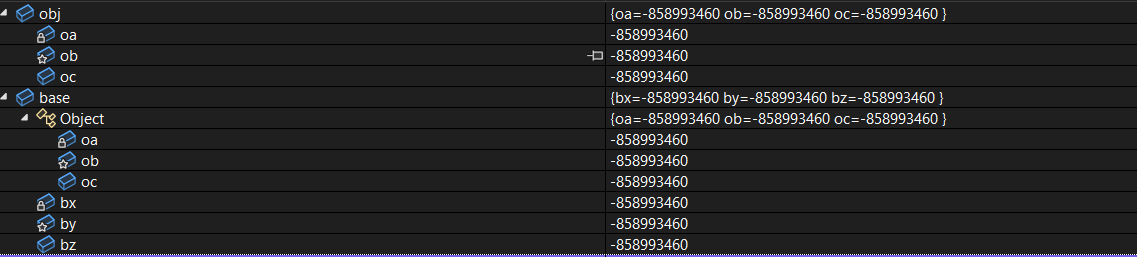 obj {oa=-858993460 ob=-858993460 oc=-858993460 }
oa -858993460
ob -858993460
oc -858993460
base {bx=-858993460 by=-858993460 bz=-858993460 }
Object {oa=-858993460 ob=-858993460 oc=-858993460 }
oa -858993460
ob -858993460
oc -858993460
bx -858993460
by -858993460
bz -858993460